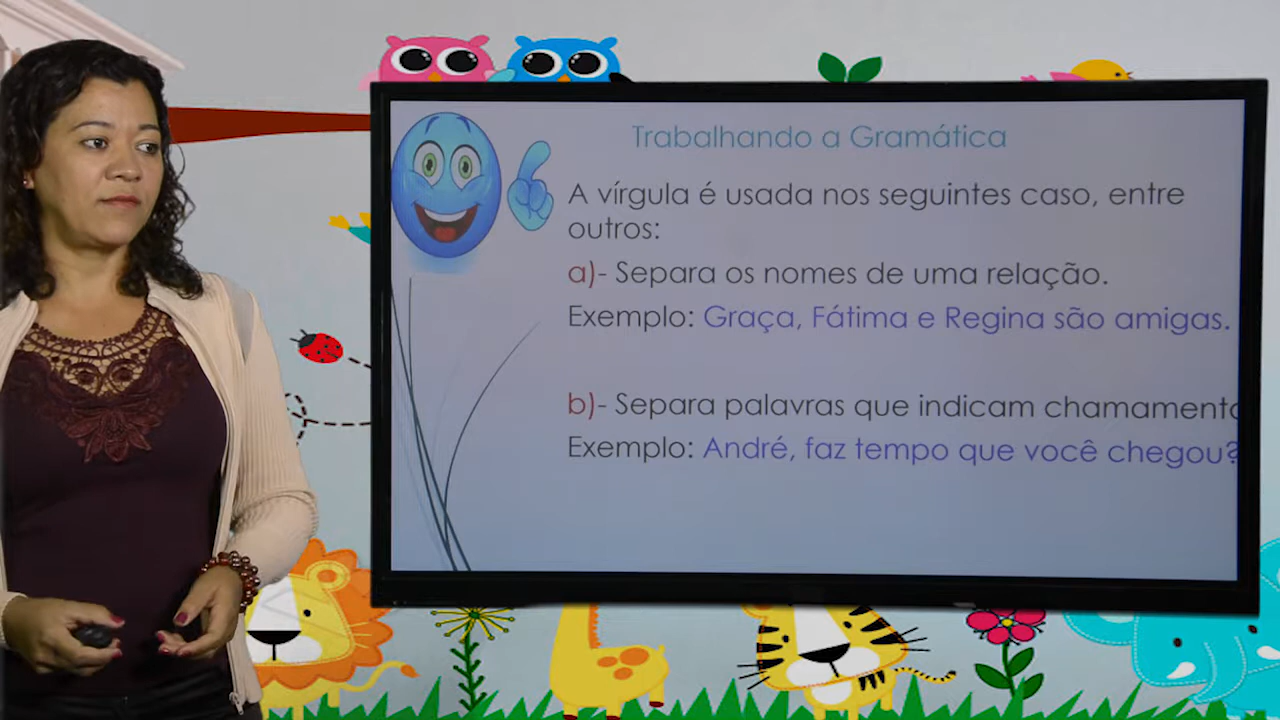 Trabalhando a Gramática
A vírgula é usada nos seguintes caso, entre
outros:
a)- Separa os nomes de uma relação.
Exemplo: Graça, Fátima e Regina são amigas.
b)- Separa palavras que indicam chamamento
Exemplo: André, faz tempo que você chegou?